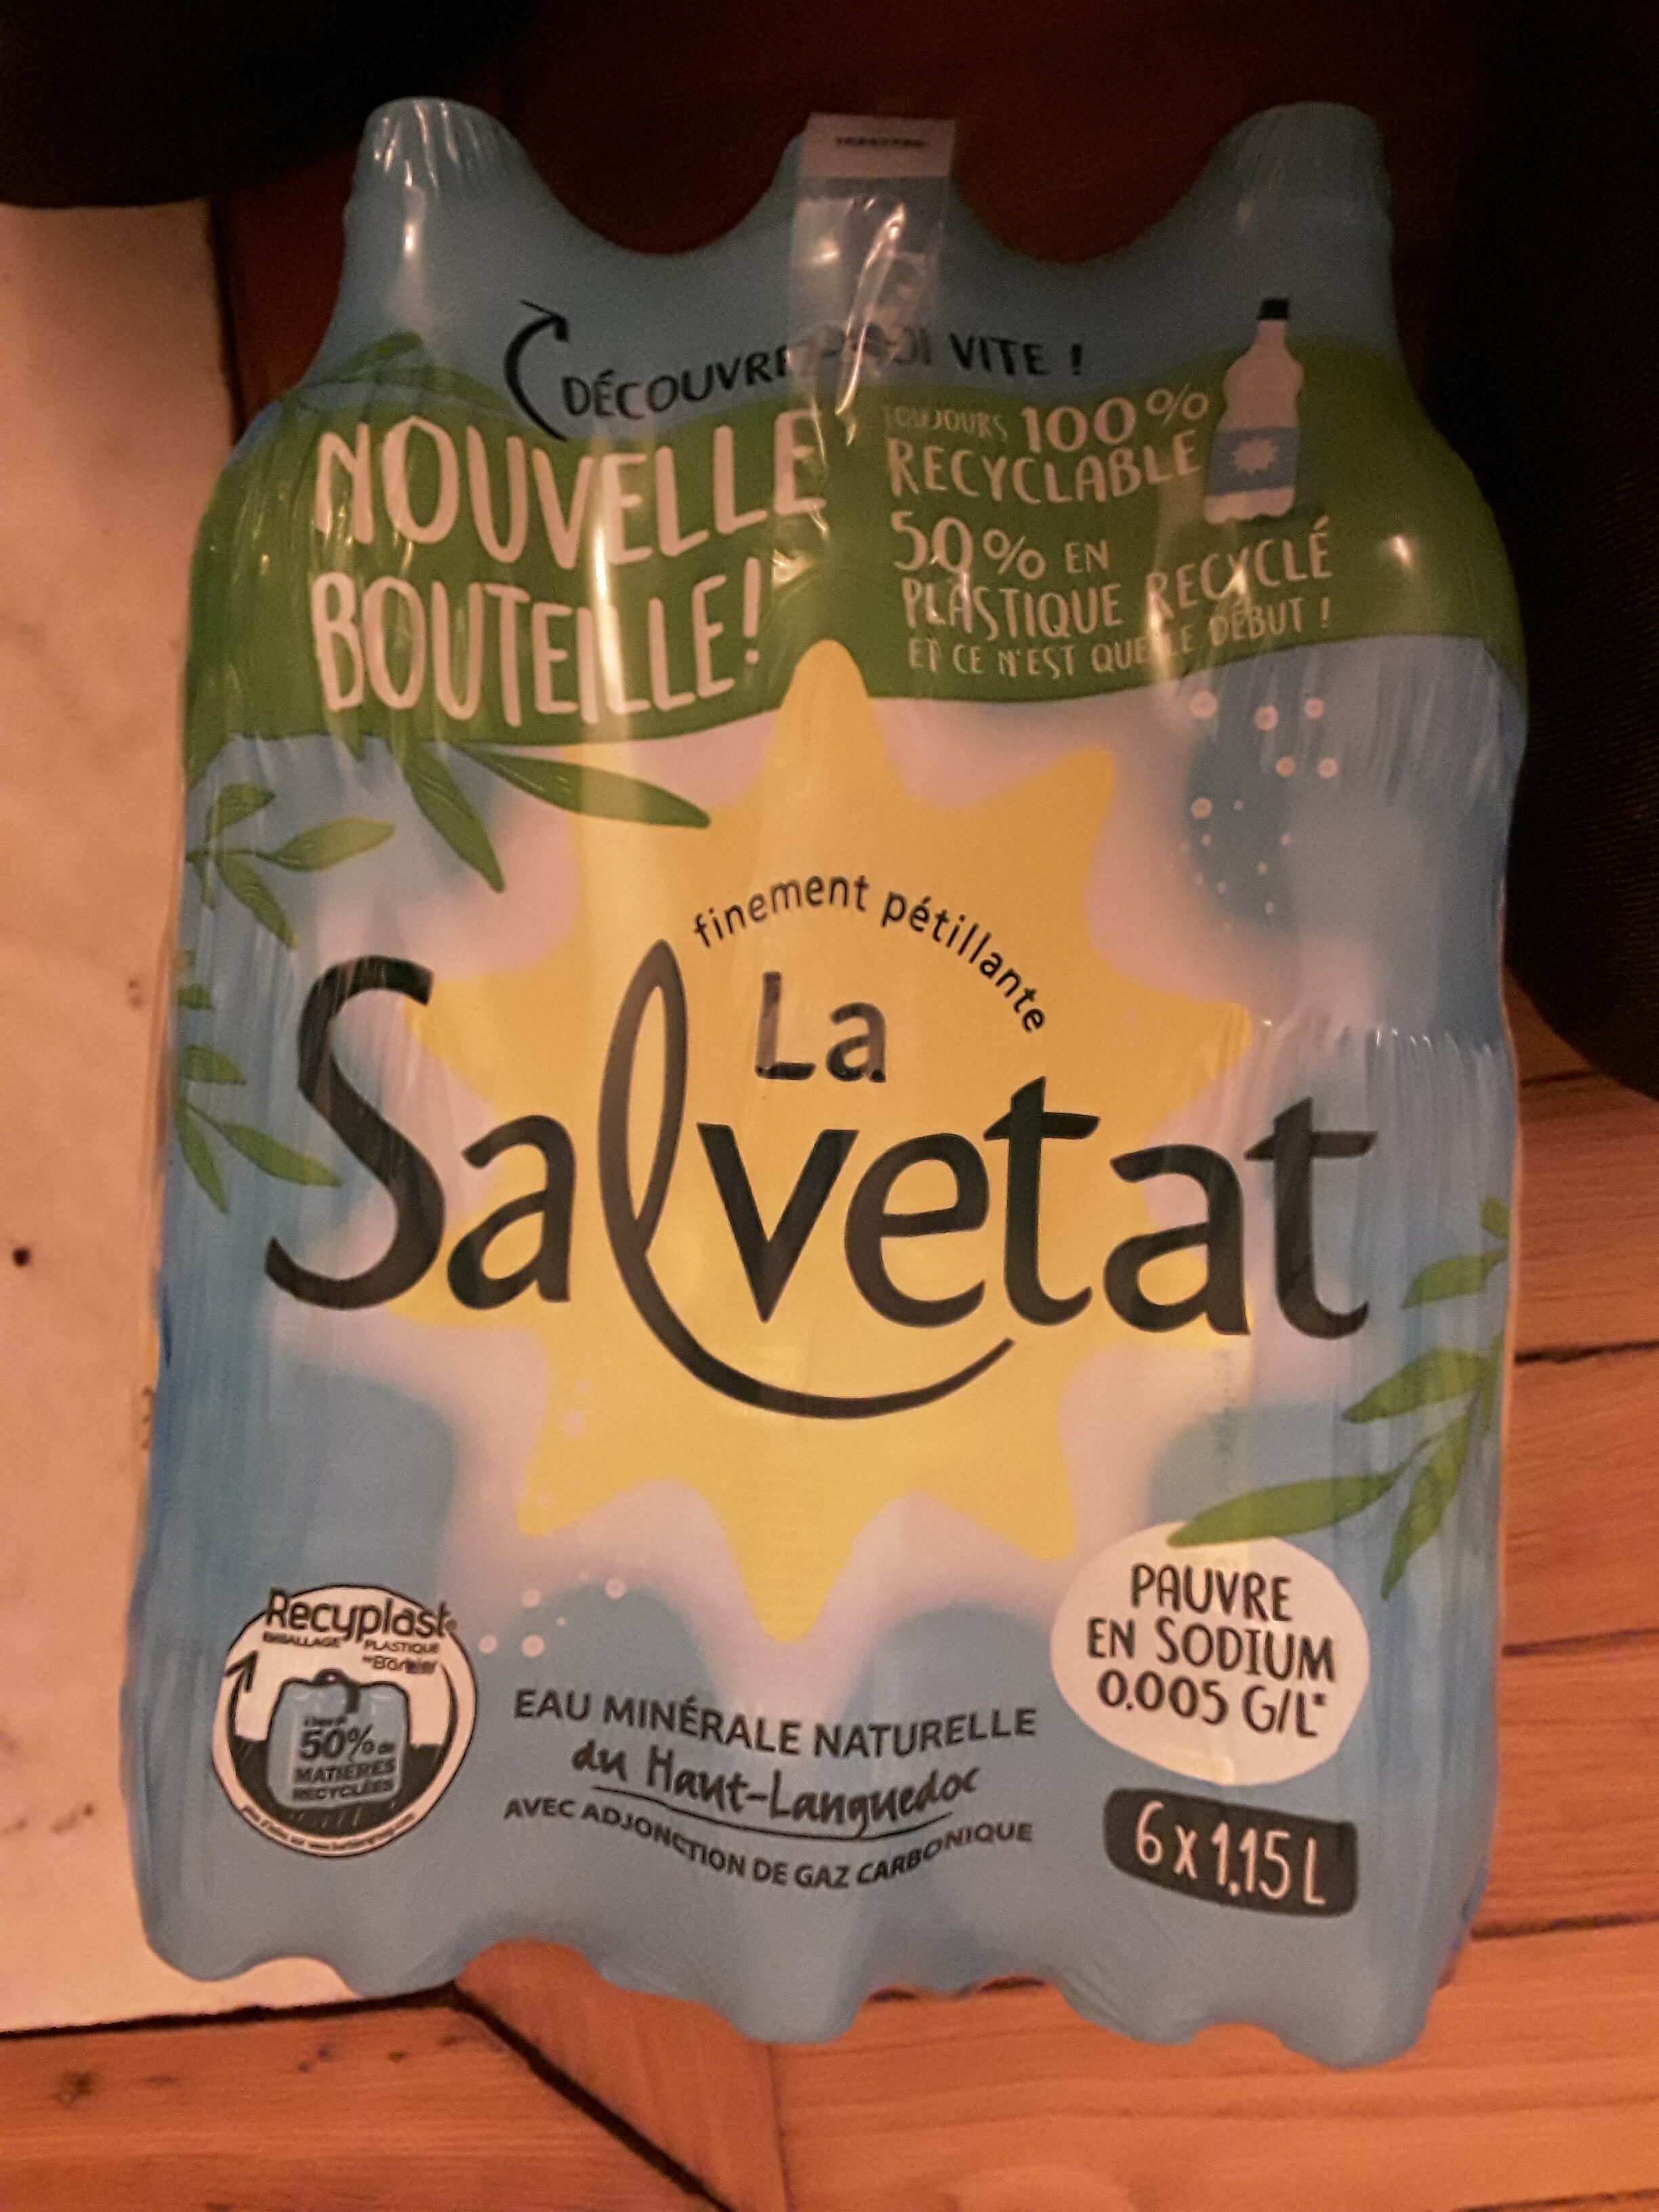 DÉCOUVREZ-MOI VITE !
NOUVELLE
BOUTEILLE!
TOUJOURS 100%
RECYCLABLE
50% EN
PLASTIQUE RECYCLÉ
ET CE N'EST QUE LE DÉBUT !
finement pétillante
La
Salvetat
Recyplast
EMBALLAGE PLASTIQUE
50% de
MATIÈRES
RECYCLÉES
EAU MINÉRALE NATURELLE
du Haut-Languedoc
AVEC ADJONCTION DE GAZ CARBONIQUE
PAUVRE
EN SODIUM
0.005 G/L*
6 x 1,15 L